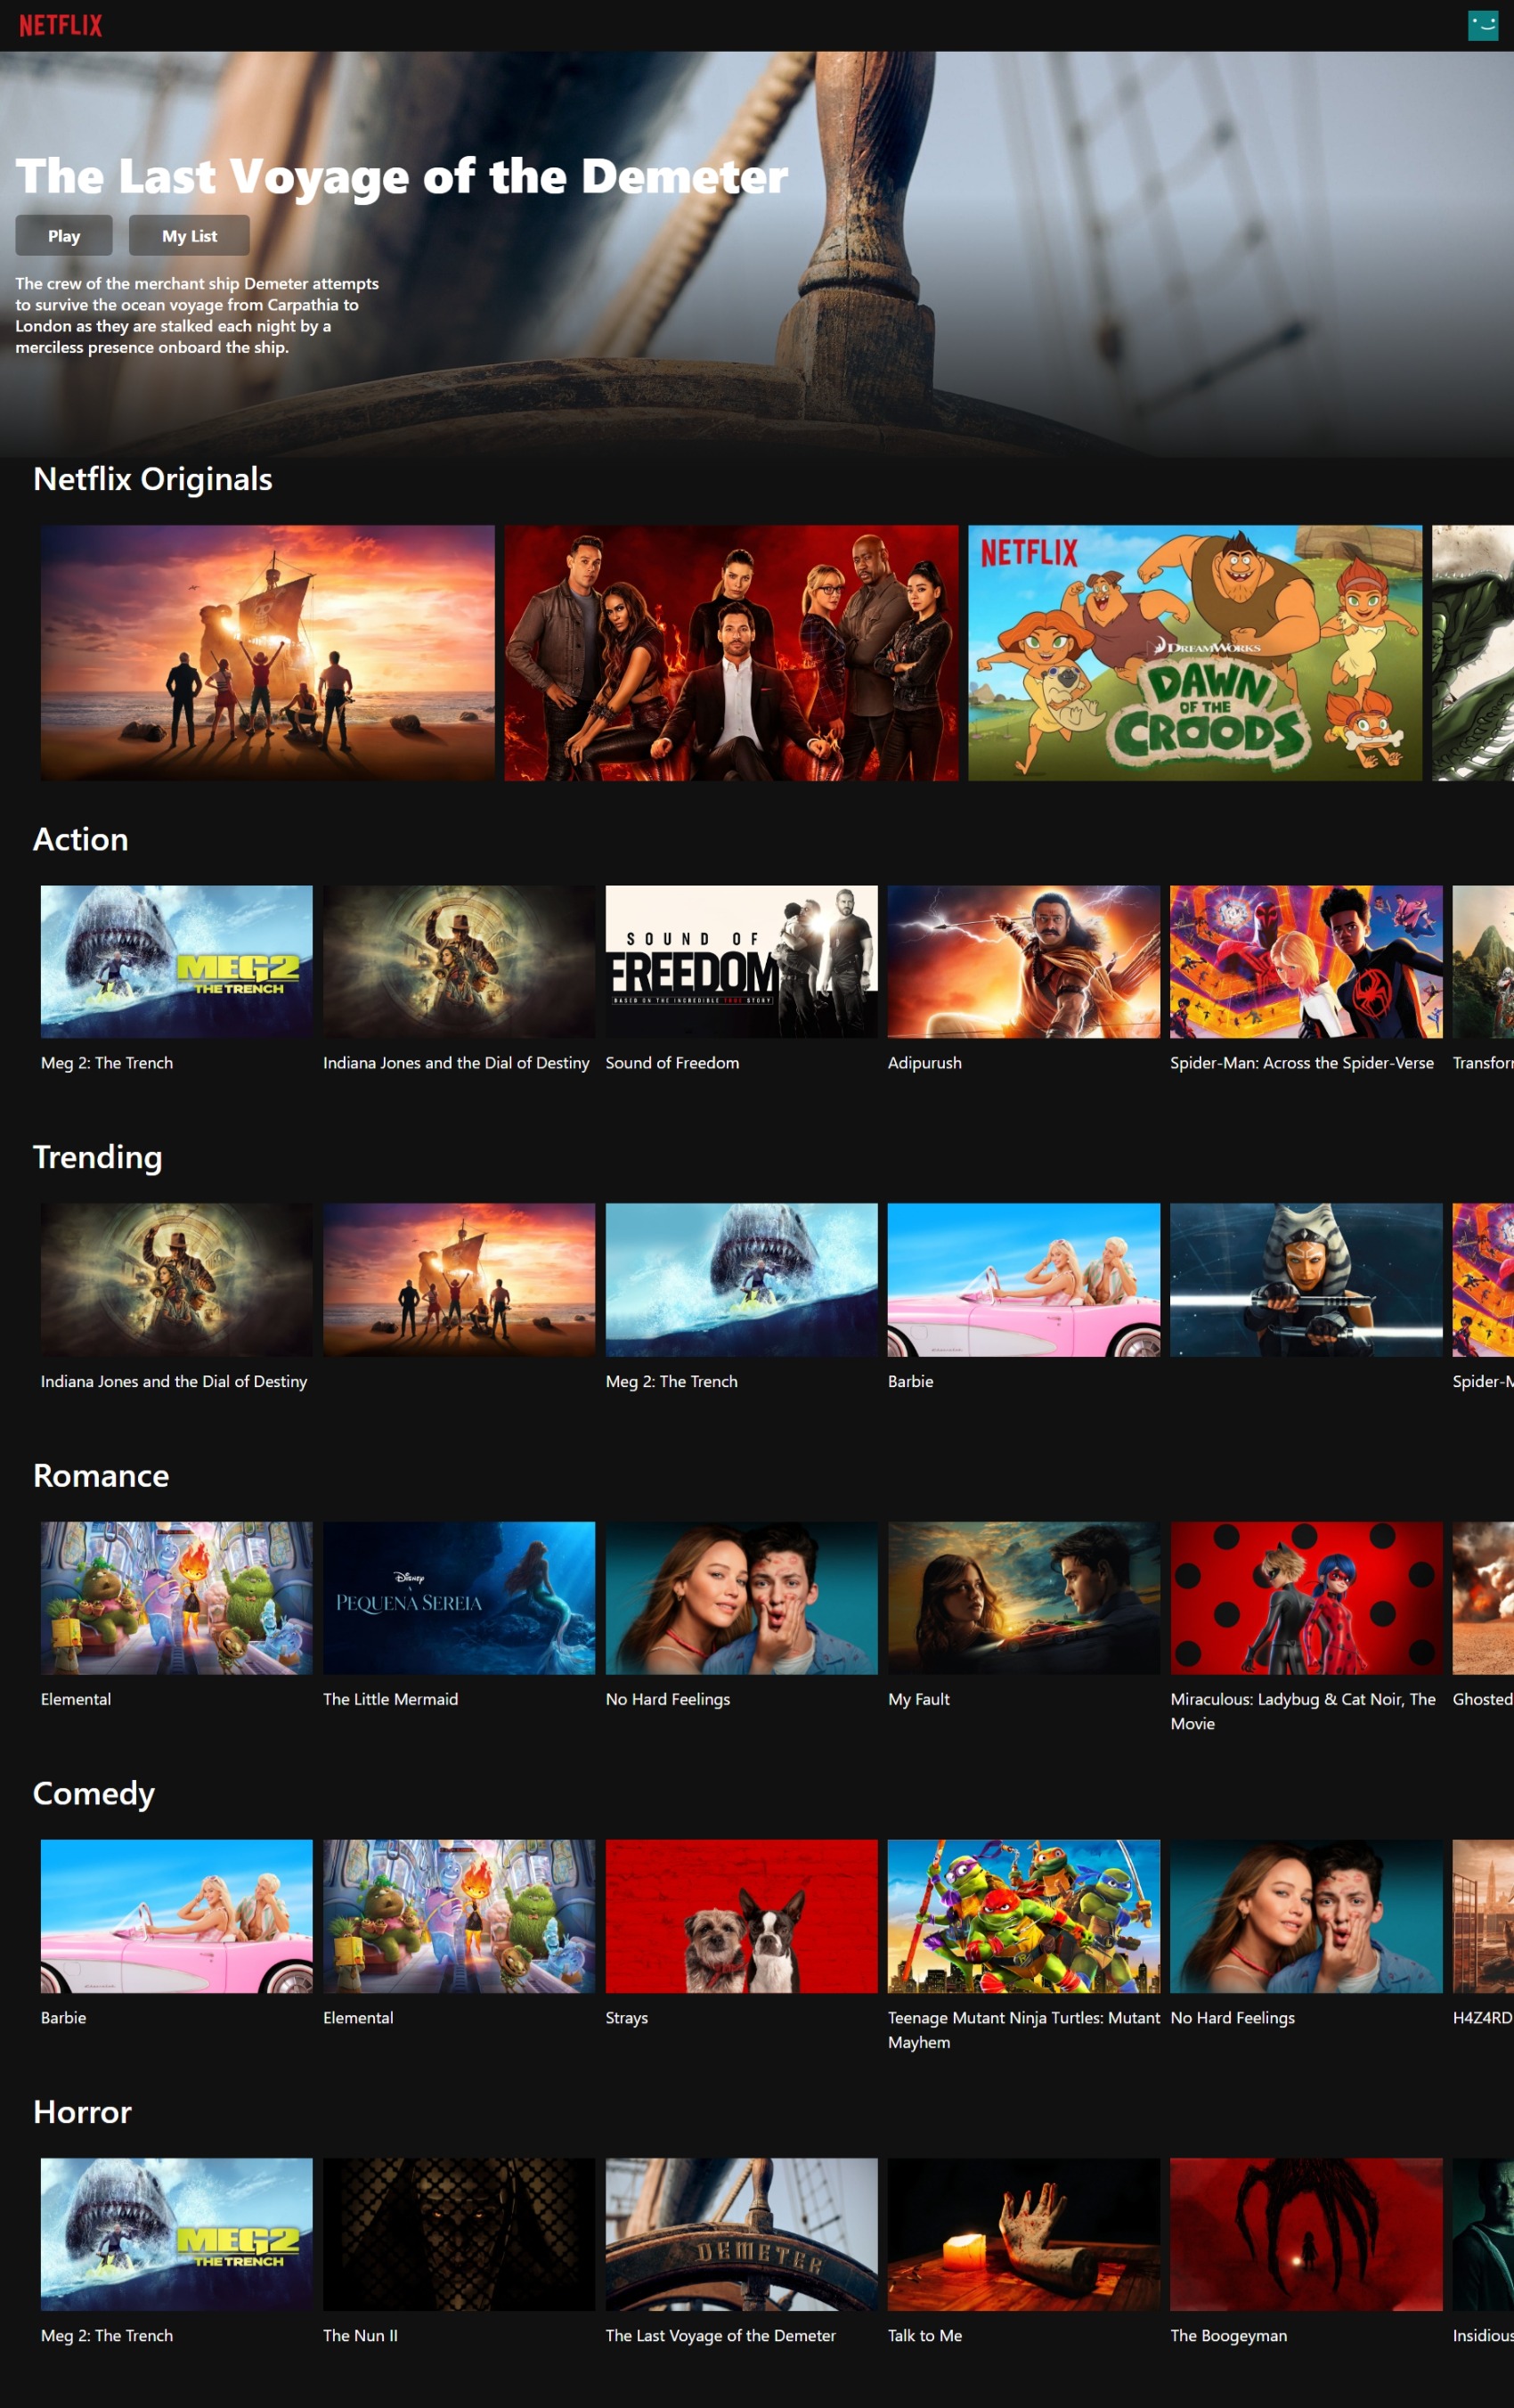 NETFLIX
The Last Voyage of the Demeter
Play
My List
The crew of the merchant ship Demeter attempts
to survive the ocean voyage from Carpathia to
London as they are stalked each night by a
merciless presence onboard the ship.
Netflix Originals
NETFLIX
DREAMWORKS
DAWN
OF THE
CROODS
Action
MEG2
THE TRENCH
SOUND OF
FREEDOM
BASED ON THE INCREDIBLE TRUE STORY
Meg 2: The Trench
Indiana Jones and the Dial of Destiny
Sound of Freedom
Adipurush
Spider-Man: Across the Spider-Verse
Transfor
Trending
Indiana Jones and the Dial of Destiny
Meg 2: The Trench
Barbie
Spider-M
Romance
Disney
A
PEQUENA SEREIA
Elemental
The Little Mermaid
No Hard Feelings
My Fault
Miraculous: Ladybug & Cat Noir, The
Movie
Ghosted
Comedy
Barbie
Elemental
Strays
Teenage Mutant Ninja Turtles: Mutant
Mayhem
No Hard Feelings
H4Z4RD
Horror
MEG2
THE TRENCH
DEMETER
Meg 2: The Trench
The Nun II
The Last Voyage of the Demeter
Talk to Me
The Boogeyman
Insidious